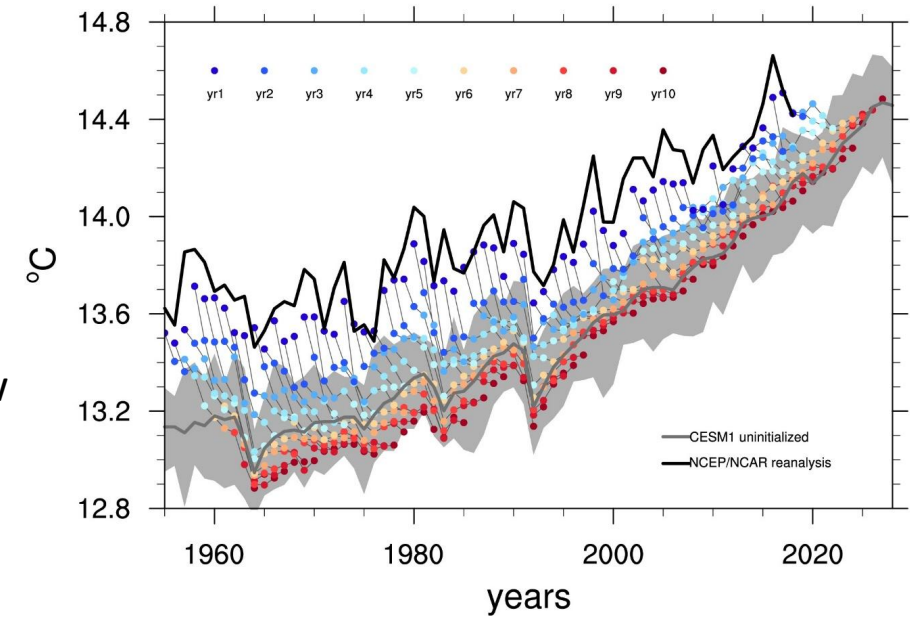 14.8
yr1 yr2 yr3 yr4 yr5 yr6 yr7 yr8 yr9 yr10
14.4
14.0
ºC
13.6
13.2
CESM1 uninitialized
NCEP/NCAR reanalysis
12.8
1960 1980 2000 2020
years